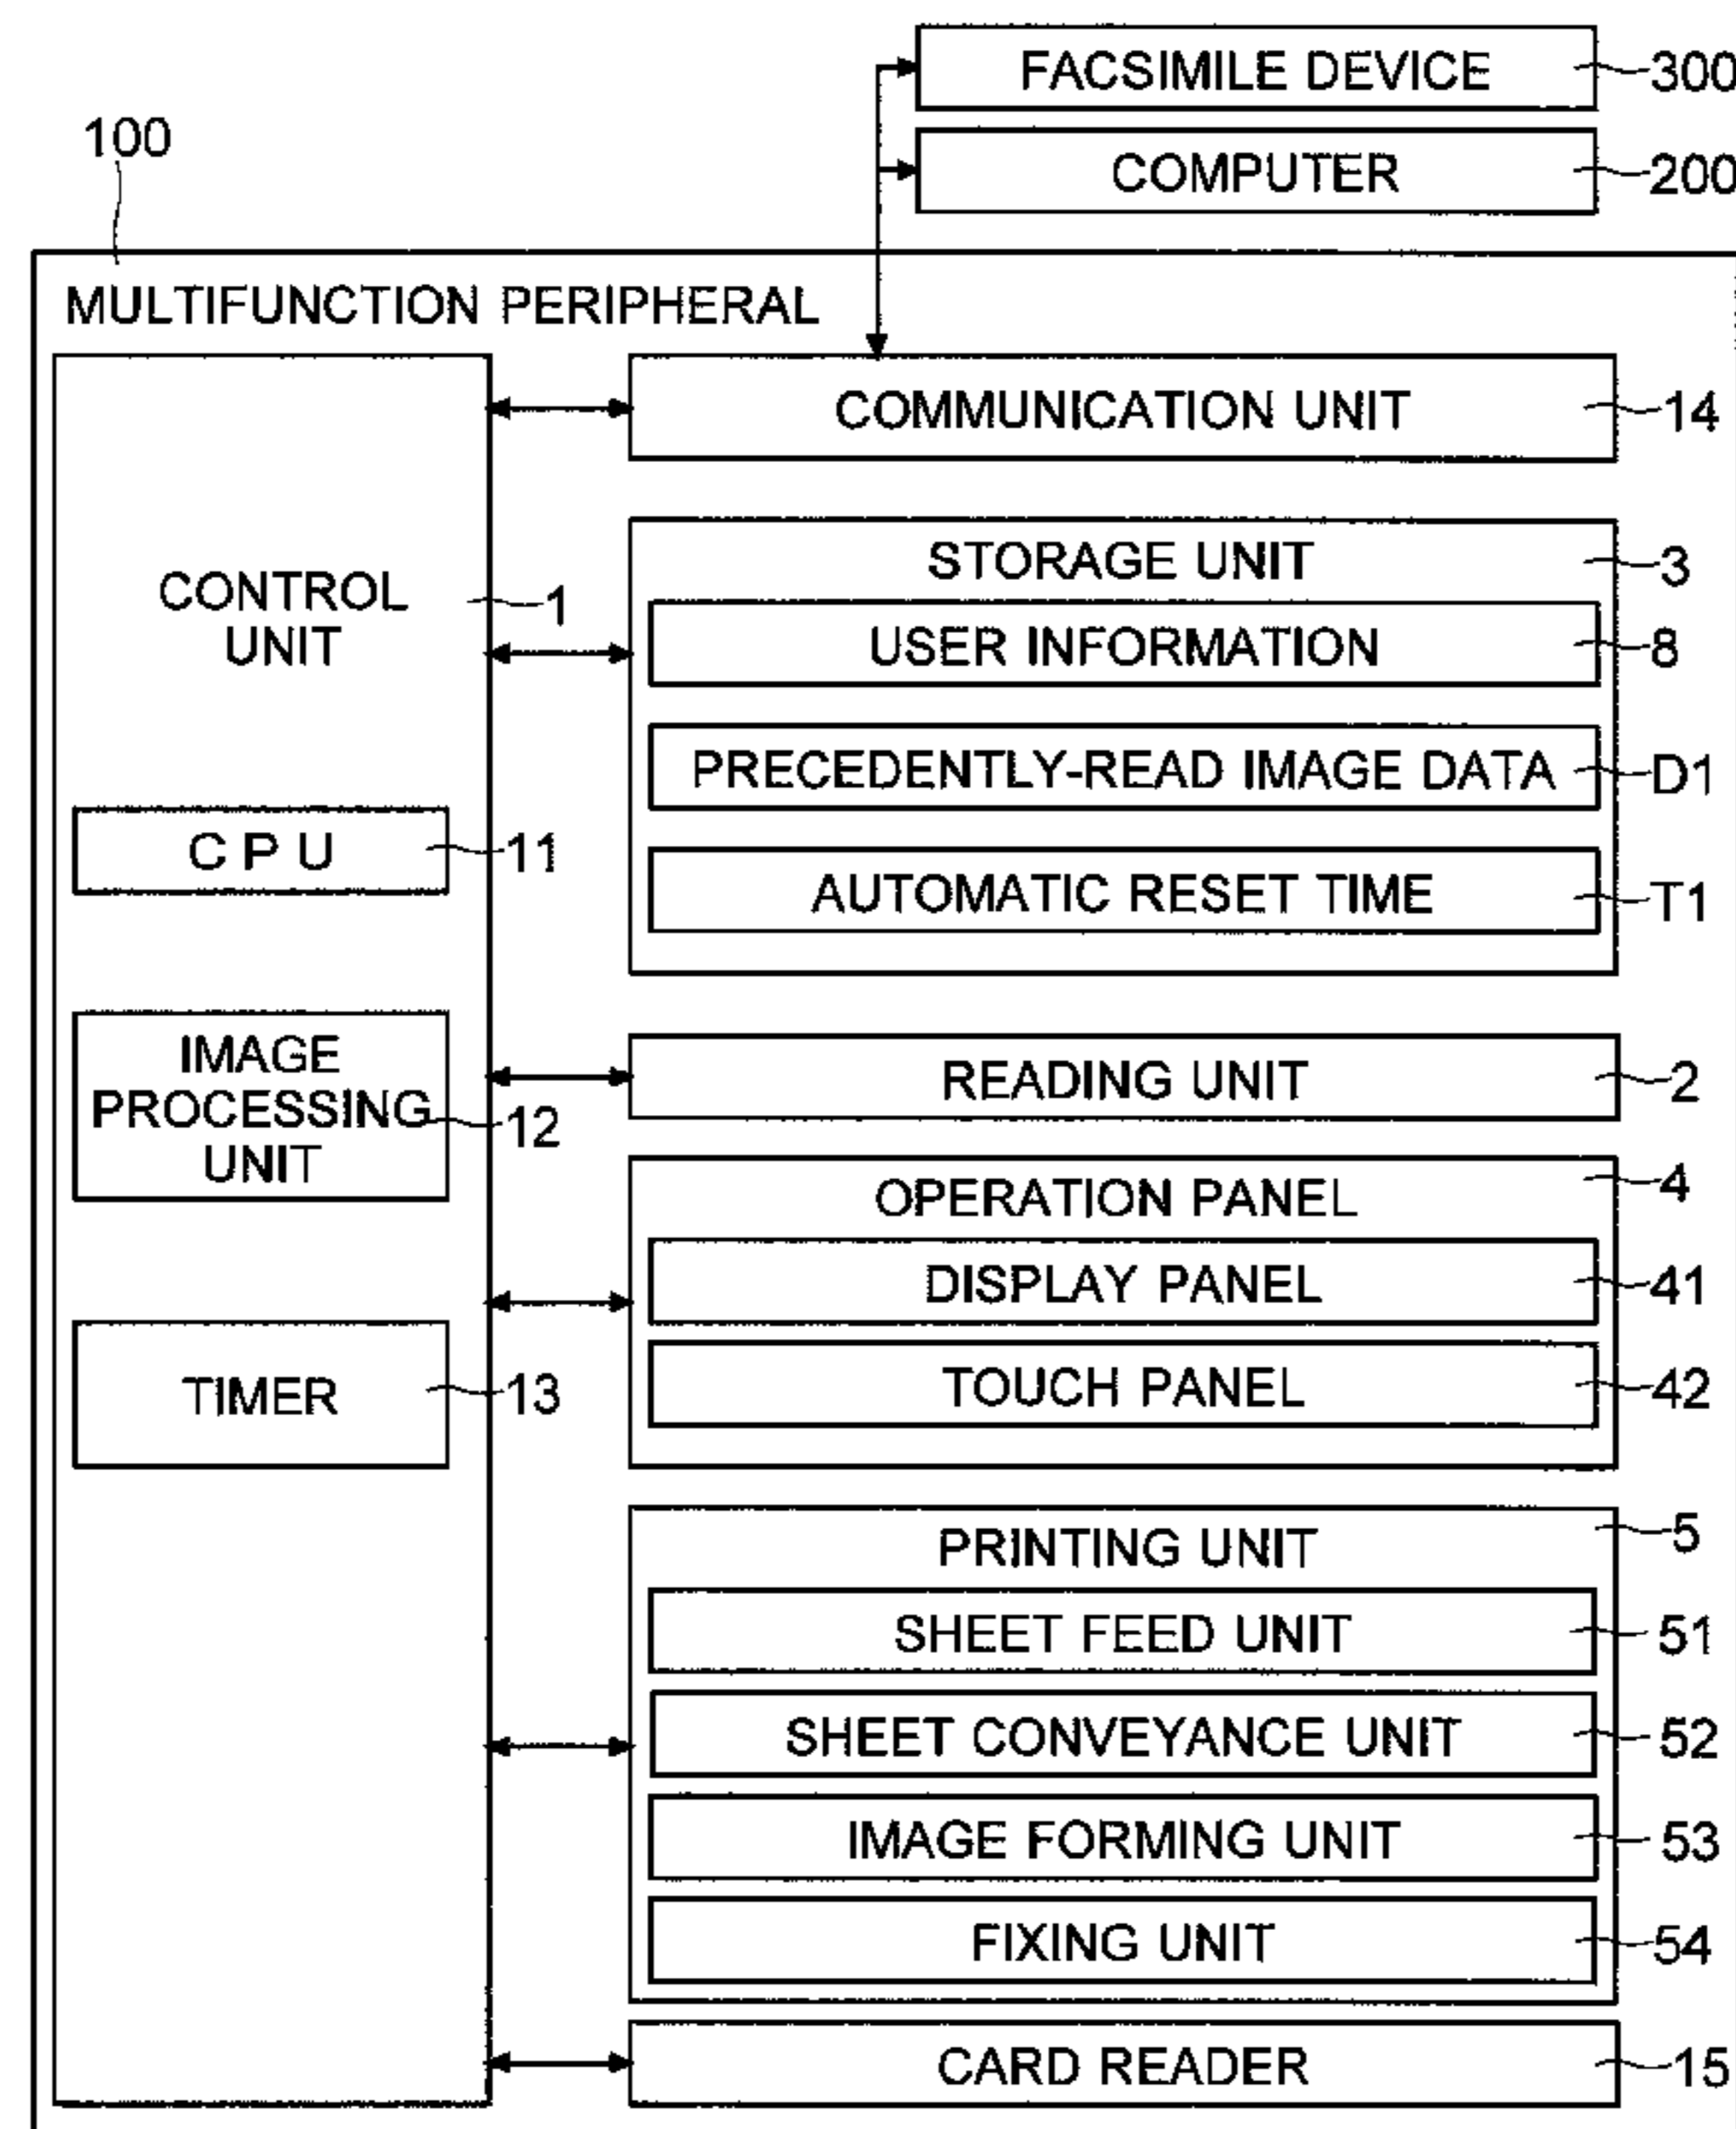 FACSIMILE DEVICE 300
COMPUTER 200
100
MULTIFUNCTION PERIPHERAL
COMMUNICATION UNIT 14
CONTROL
UNIT
1
STORAGE UNIT 3
USER INFORMATION 8
PRECEDENTLY-READ IMAGE DATA D1
AUTOMATIC RESET TIME T1
CPU 11
IMAGE
PROCESSING
UNIT
12
TIMER 13
READING UNIT 2
OPERATION PANEL 4
DISPLAY PANEL 41
TOUCH PANEL 42
PRINTING UNIT 5
SHEET FEED UNIT 51
SHEET CONVEYANCE UNIT 52
IMAGE FORMING UNIT 53
FIXING UNIT 54
CARD READER 15